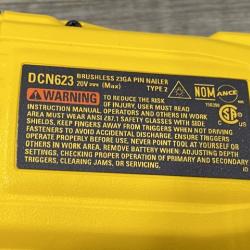 DCN623 BRUSHLESS 23GA PIN NAILER
20V (Max) TYPE 2
NOM ANCE
WARNING TO REDUCE THE RISK
OF INJURY, USER MUST READ
INSTRUCTION MANUAL. OPERATORS AND OTHERS IN WORK
AREA MUST WEAR ANSI Z87.1 SAFETY GLASSES WITH SIDE
SHIELDS. KEEP FINGERS AWAY FROM TRIGGERS WHEN NOT DRIVING
FASTENERS TO AVOID ACCIDENTAL DISCHARGE. ENSURE TRIGGERS ARE
OPERABLE BEFORE USE. NEVER POINT TOOL AT YOURSELF OR
OTHERS IN WORK AREA. REMOVE BATTERY WHEN ADJUSTING DEPTH
SETTINGS, CHECKING PROPER OPERATION OF PRIMARY AND SECONDARY
TRIGGERS, CLEARING JAMS, OR SERVICING.